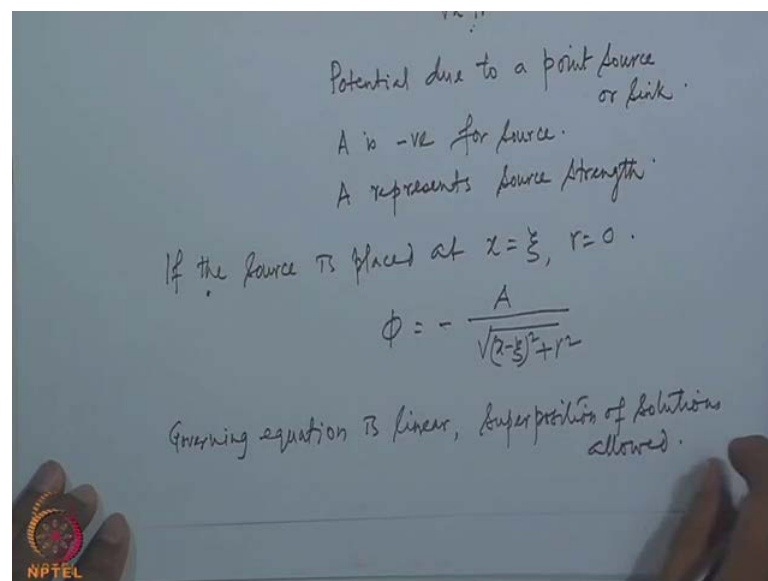 Potential due to a point source
or sink.
A is -ve for source.
A represents source strength.
If the source is placed at x = ξ, r = 0.
ϕ = - A / √((x-ξ)² + r²)
Governing equation is linear, superposition of solutions
allowed.
NPTEL